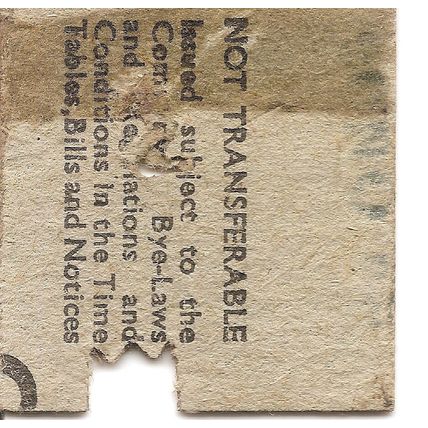 NOT TRANSFERABLE
Issued subject to the
Bye-Laws
and and
Conditions in the Time
Tables, Bills and Notices